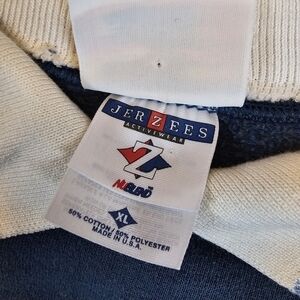 JERZEES
ACTIVEWEAR
Z
NUBLEND
XL
50% COTTON/50% POLYESTER
MADE IN U.S.A.